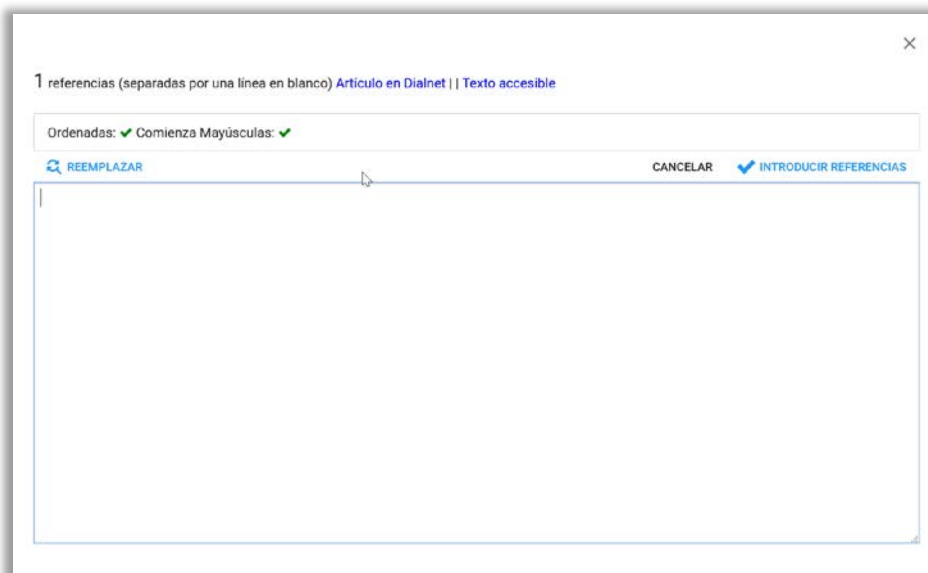 1 referencias (separadas por una línea en blanco) Artículo en Dialnet | | Texto accesible
Ordenadas: ✔ Comienza Mayúsculas: ✔
REEMPLAZAR CANCELAR INTRODUCIR REFERENCIAS